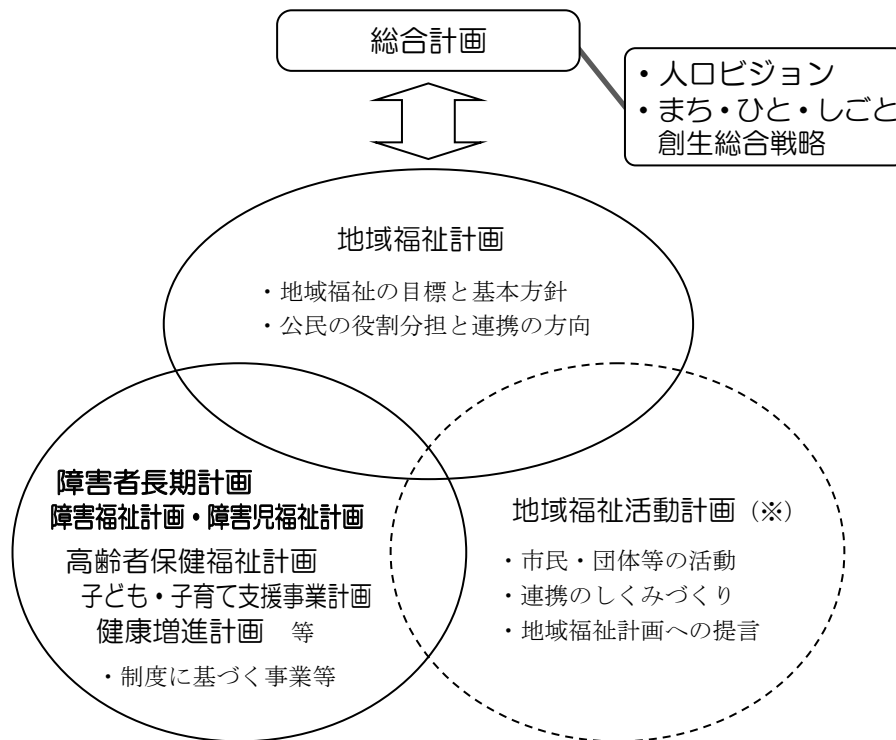 総合計画
・人口ビジョン
・まち・ひと・しごと
創生総合戦略
地域福祉計画
・地域福祉の目標と基本方針
・公民の役割分担と連携の方向
障害者長期計画
障害福祉計画・障害児福祉計画
高齢者保健福祉計画
子ども・子育て支援事業計画
健康増進計画 等
・制度に基づく事業等
地域福祉活動計画（※）
・市民・団体等の活動
・連携のしくみづくり
・地域福祉計画への提言